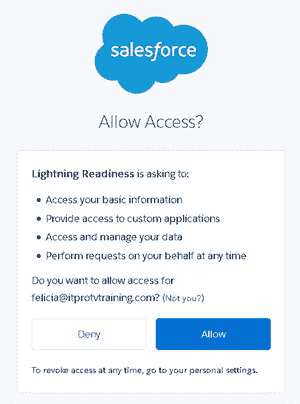 salesforce
Allow Access?
Lightning Readiness is asking to:
• Access your basic information
• Provide access to custom applications
• Access and manage your data
• Perform requests on your behalf at any time
Do you want to allow access for
felicia@itprotvtraining.com? (Not you?)
Deny
Allow
To revoke access at any time, go to your personal settings.